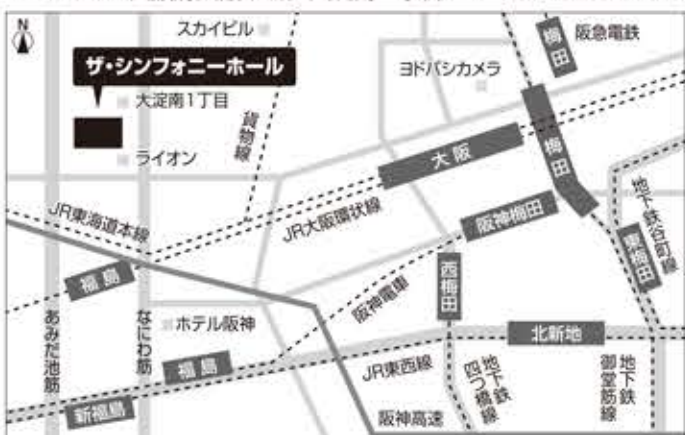 N
スカイビル
ザ・シンフォニーホール
大淀南1丁目
ライオン
貨物線
ヨドバシカメラ
梅田
阪急電鉄
大阪
梅田
JR東海道本線
JR大阪環状線
阪神梅田
地下鉄谷町線
東梅田
福島
西梅田
阪神電車
ホテル阪神
あみだ池筋
なにわ筋
福島
新福島
北新地
JR東西線
地下鉄
四つ橋線
地下鉄
御堂筋線
阪神高速